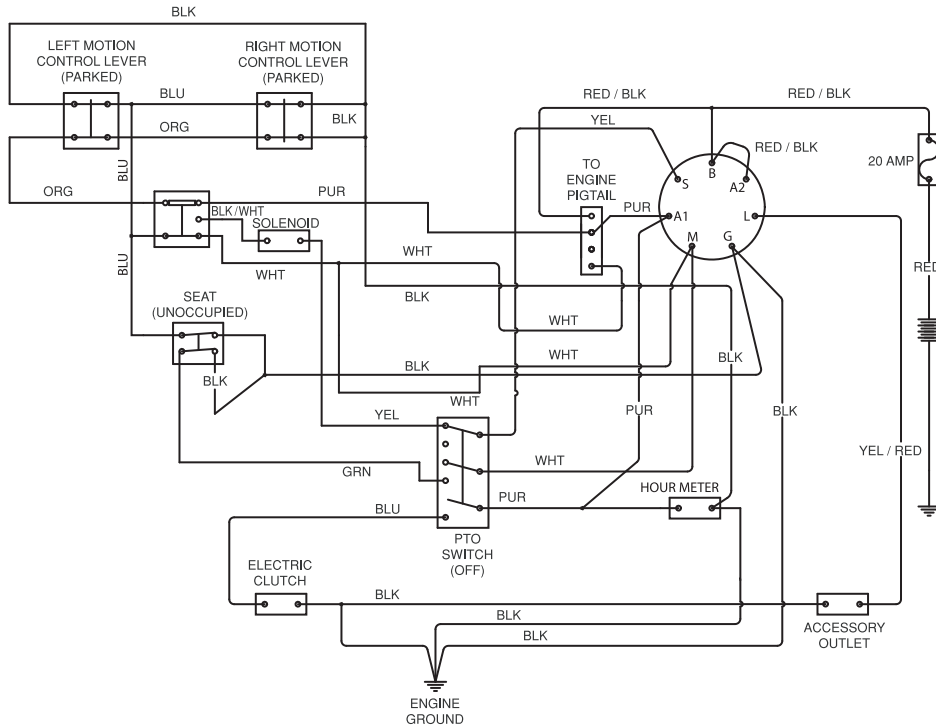 BLK
LEFT MOTION
CONTROL LEVER
(PARKED)
RIGHT MOTION
CONTROL LEVER
(PARKED)
BLU
BLK
ORG
RED / BLK
RED / BLK
YEL
RED / BLK
20 AMP
TO
ENGINE
PIGTAIL
B
S
A2
BLU
ORG
PUR
BLK/WHT
SOLENOID
PUR
A1
L
M
G
WHT
WHT
BLU
BLK
RED
SEAT
(UNOCCUPIED)
WHT
WHT
BLK
BLK
BLK
WHT
PUR
BLK
YEL
GRN
WHT
YEL / RED
PUR
HOUR METER
BLU
PTO
SWITCH
(OFF)
ELECTRIC
CLUTCH
BLK
BLK
BLK
ACCESSORY
OUTLET
ENGINE
GROUND